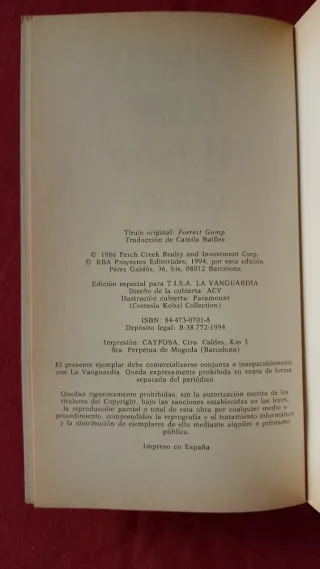 Título original: Forrest Gump
Traducción de Camila Batlles
© 1986 Perch Creek Realty and Investment Corp.
© RBA Proyectos Editoriales, 1994, por esta edición
Pérez Galdós, 36, bis, 08012 Barcelona
Edición especial para T.I.S.A. LA VANGUARDIA
Diseño de la cubierta: ACV
Ilustración cubierta: Paramount
(Cortesía Kobal Collection)
ISBN: 84-473-0701-8
Depósito legal: B-38.772-1994
Impresión: CAYFOSA, Ctra. Caldes, Km 3
Sta. Perpètua de Mogoda (Barcelona)
El presente ejemplar debe comercializarse conjunta e inseparablemente
con La Vanguardia. Queda expresamente prohibida su venta de forma
separada del periódico.
Quedan rigurosamente prohibidas, sin la autorización escrita de los
titulares del Copyright, bajo las sanciones establecidas en las leyes,
la reproducción parcial o total de esta obra por cualquier medio o
procedimiento, comprendidos la reprografía y el tratamiento informático
y la distribución de ejemplares de ella mediante alquiler o préstamo
público.
Impreso en España